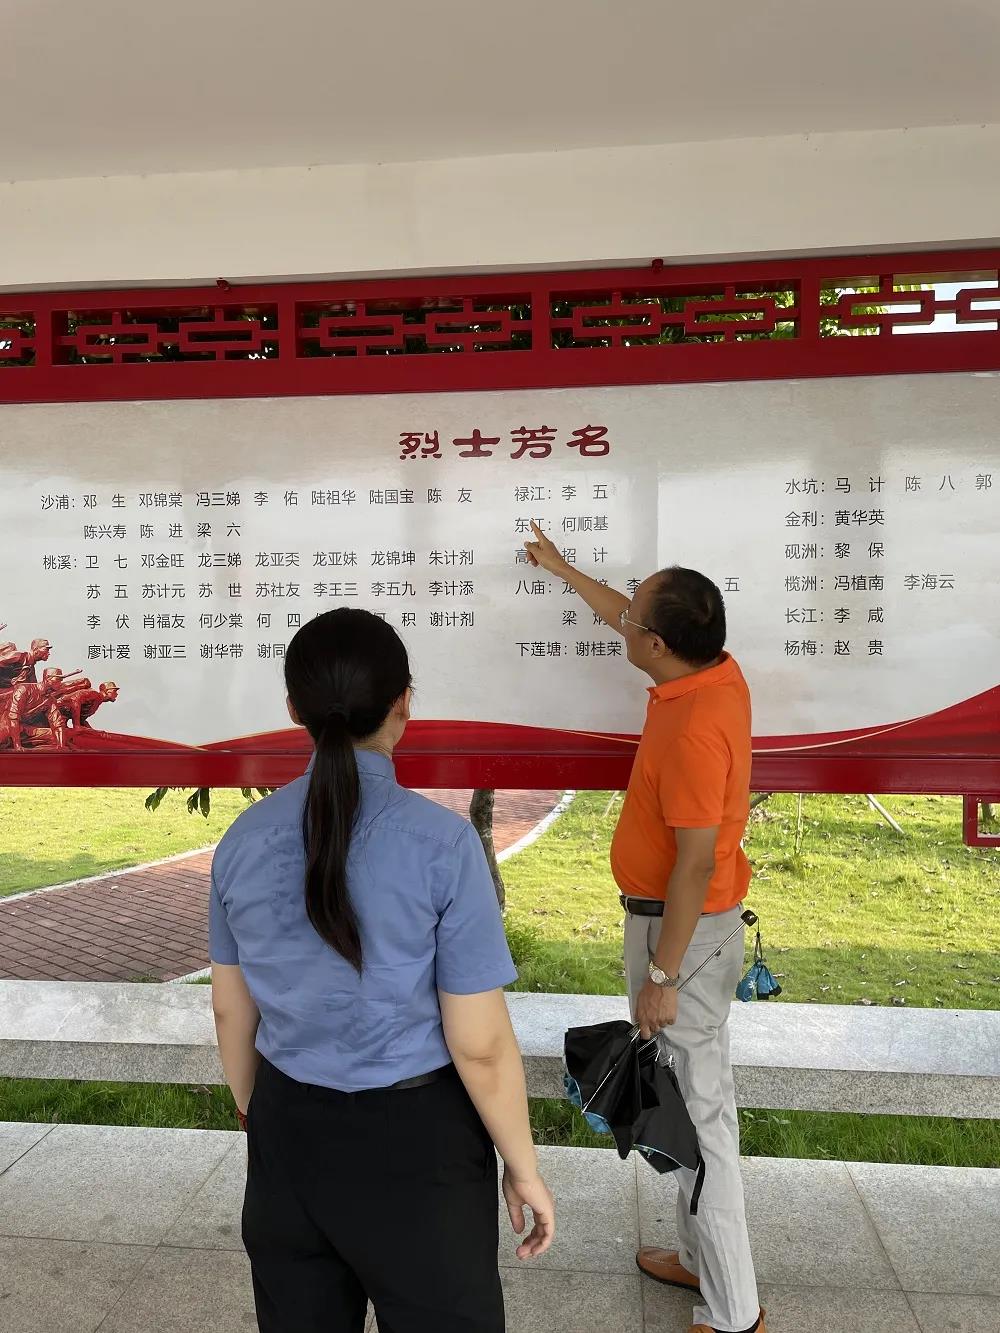 烈士芳名
沙浦：邓 生 邓锦棠 冯三娣 李 佑 陆祖华 陆国宝 陈 友
陈兴寿 陈 进 梁 六
桃溪：卫 七 邓金旺 龙三娣 龙亚奀 龙亚妹 龙锦坤 朱计剂
苏 五 苏计元 苏 世 苏社友 李王三 李五九 李计添
李 伏 肖福友 何少棠 何 四 积 谢计剂
廖计爱 谢亚三 谢华带 谢同
禄江：李 五
东江：何顺基
高 招 计
八庙：龙 李 五
梁 炳
下莲塘：谢桂荣
水坑：马 计 陈 八 郭
金利：黄华英
砚洲：黎 保
榄洲：冯植南 李海云
长江：李 咸
杨梅：赵 贵